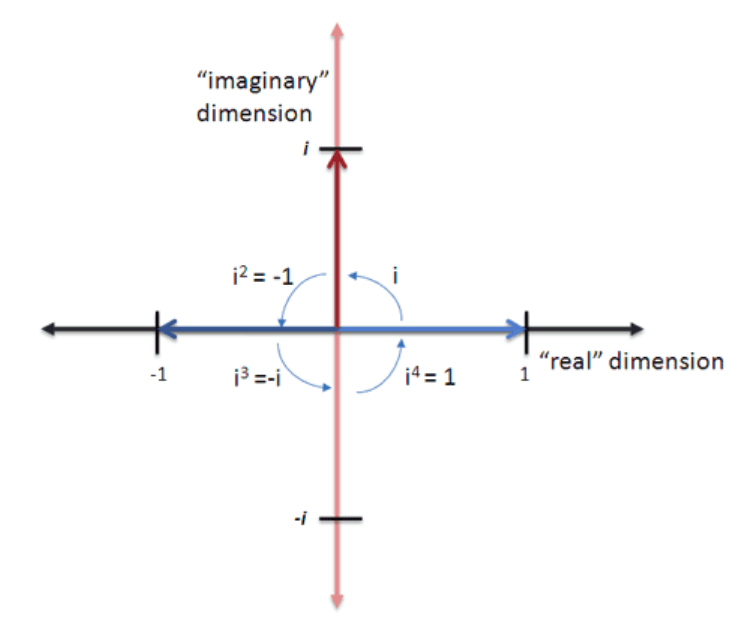 “imaginary”
dimension
i
i² = -1
i
“real” dimension
-1
i³ =-i
i⁴ = 1
1
-i